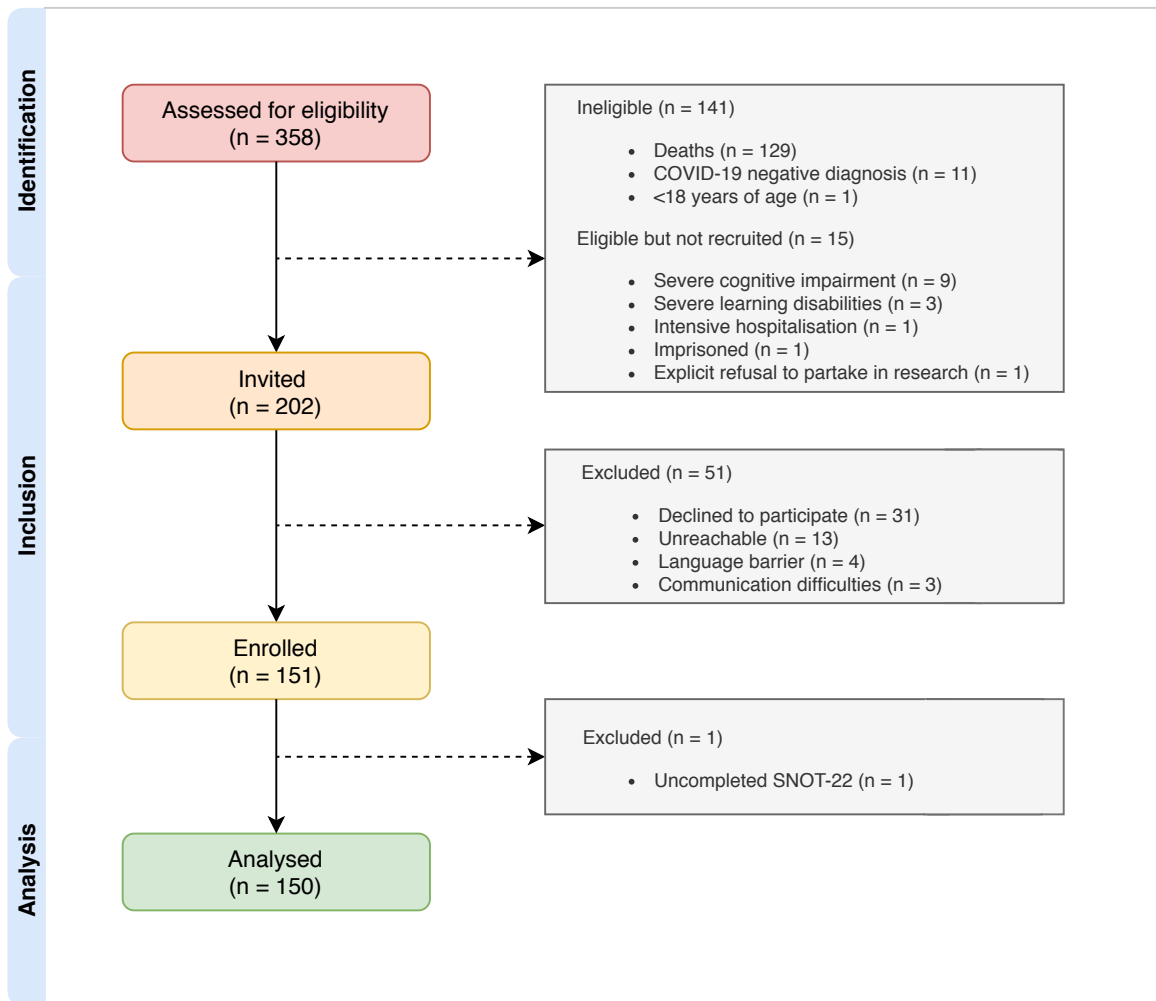 Identification
Assessed for eligibility
(n = 358)
Ineligible (n = 141)
• Deaths (n = 129)
• COVID-19 negative diagnosis (n = 11)
• <18 years of age (n = 1)
Eligible but not recruited (n = 15)
• Severe cognitive impairment (n = 9)
• Severe learning disabilities (n = 3)
• Intensive hospitalisation (n = 1)
• Imprisoned (n = 1)
• Explicit refusal to partake in research (n = 1)
Inclusion
Invited
(n = 202)
Excluded (n = 51)
• Declined to participate (n = 31)
• Unreachable (n = 13)
• Language barrier (n = 4)
• Communication difficulties (n = 3)
Enrolled
(n = 151)
Excluded (n = 1)
• Uncompleted SNOT-22 (n = 1)
Analysis
Analysed
(n = 150)